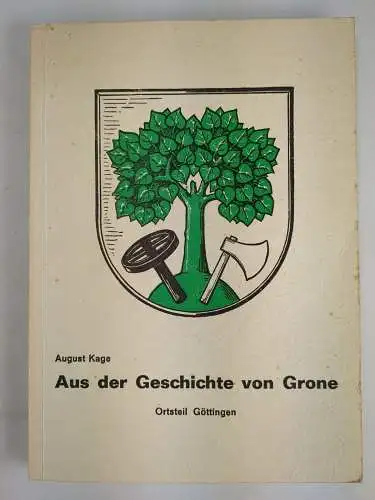 August Kage
Aus der Geschichte von Grone
Ortsteil Göttingen